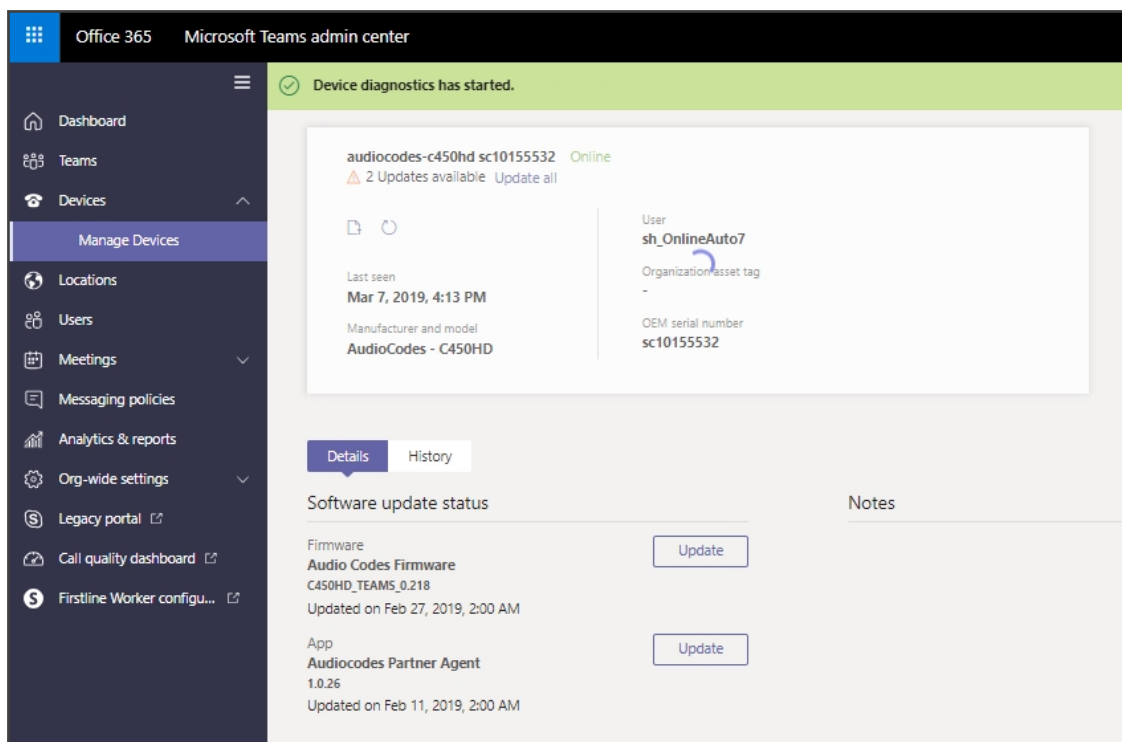 Office 365 Microsoft Teams admin center
Device diagnostics has started.
Dashboard
Teams
Devices
Manage Devices
Locations
Users
Meetings
Messaging policies
Analytics & reports
Org-wide settings
Legacy portal
Call quality dashboard
Firstline Worker configu...
audiocodes-c450hd sc10155532 Online
2 Updates available Update all
Last seen
Mar 7, 2019, 4:13 PM
Manufacturer and model
AudioCodes - C450HD
User
sh_OnlineAuto7
Organization asset tag
-
OEM serial number
sc10155532
Details History
Software update status
Firmware
Audio Codes Firmware
C450HD_TEAMS_0.218
Updated on Feb 27, 2019, 2:00 AM
Update
App
Audiocodes Partner Agent
1.0.26
Updated on Feb 11, 2019, 2:00 AM
Update
Notes